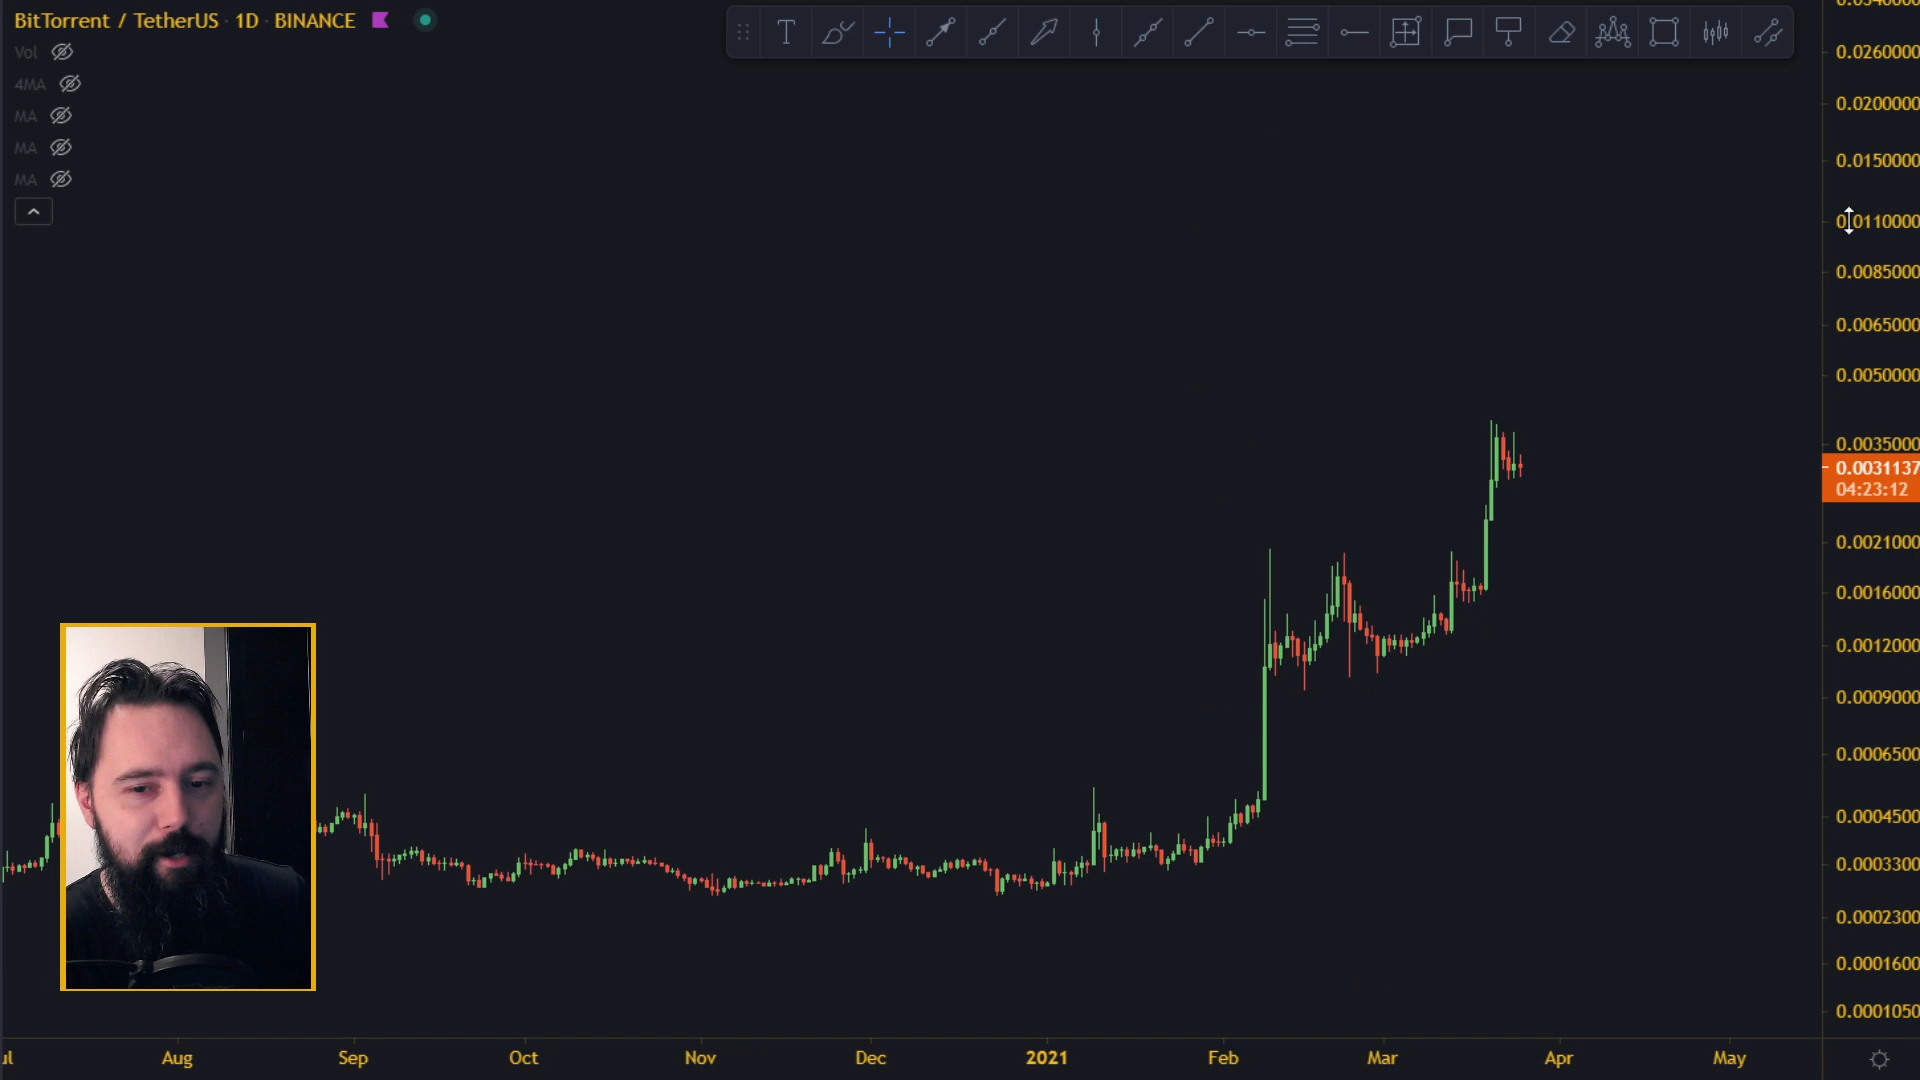 BitTorrent / TetherUS · 1D · BINANCE
Vol
4MA
MA
MA
MA
T
0.0260000
0.0200000
0.0150000
0.0110000
0.0085000
0.0065000
0.0050000
0.0035000
0.0031137
04:23:12
0.0021000
0.0016000
0.0012000
0.0009000
0.0006500
0.0004500
0.0003300
0.0002300
0.0001600
0.0001050
Aug Sep Oct Nov Dec 2021 Feb Mar Apr May